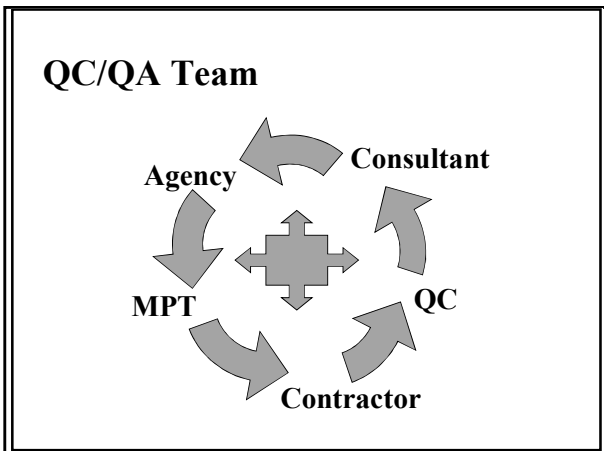 QC/QA Team
Consultant
Agency
MPT
QC
Contractor